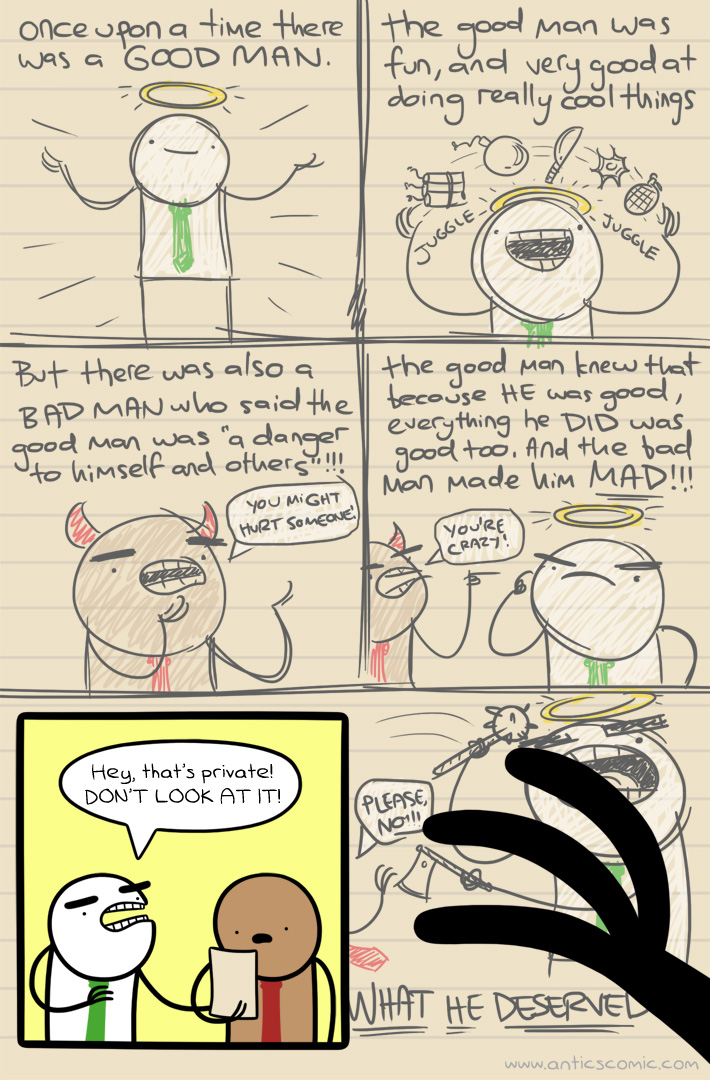 once upon a time there
was a GOOD MAN.
the good man was
fun, and very good at
doing really cool things
JUGGLE
JUGGLE
But there was also a
BAD MAN who said the
good man was "a danger
to himself and others"!!!
YOU MIGHT
HURT SOMEONE!
the good man knew that
because HE was good,
everything he DID was
good too. And the bad
man made him MAD!!!
YOU'RE
CRAZY!
Hey, that's private!
DON'T LOOK AT IT!
PLEASE,
NO!!!
WHAT HE DESERVED
www.anticscomic.com